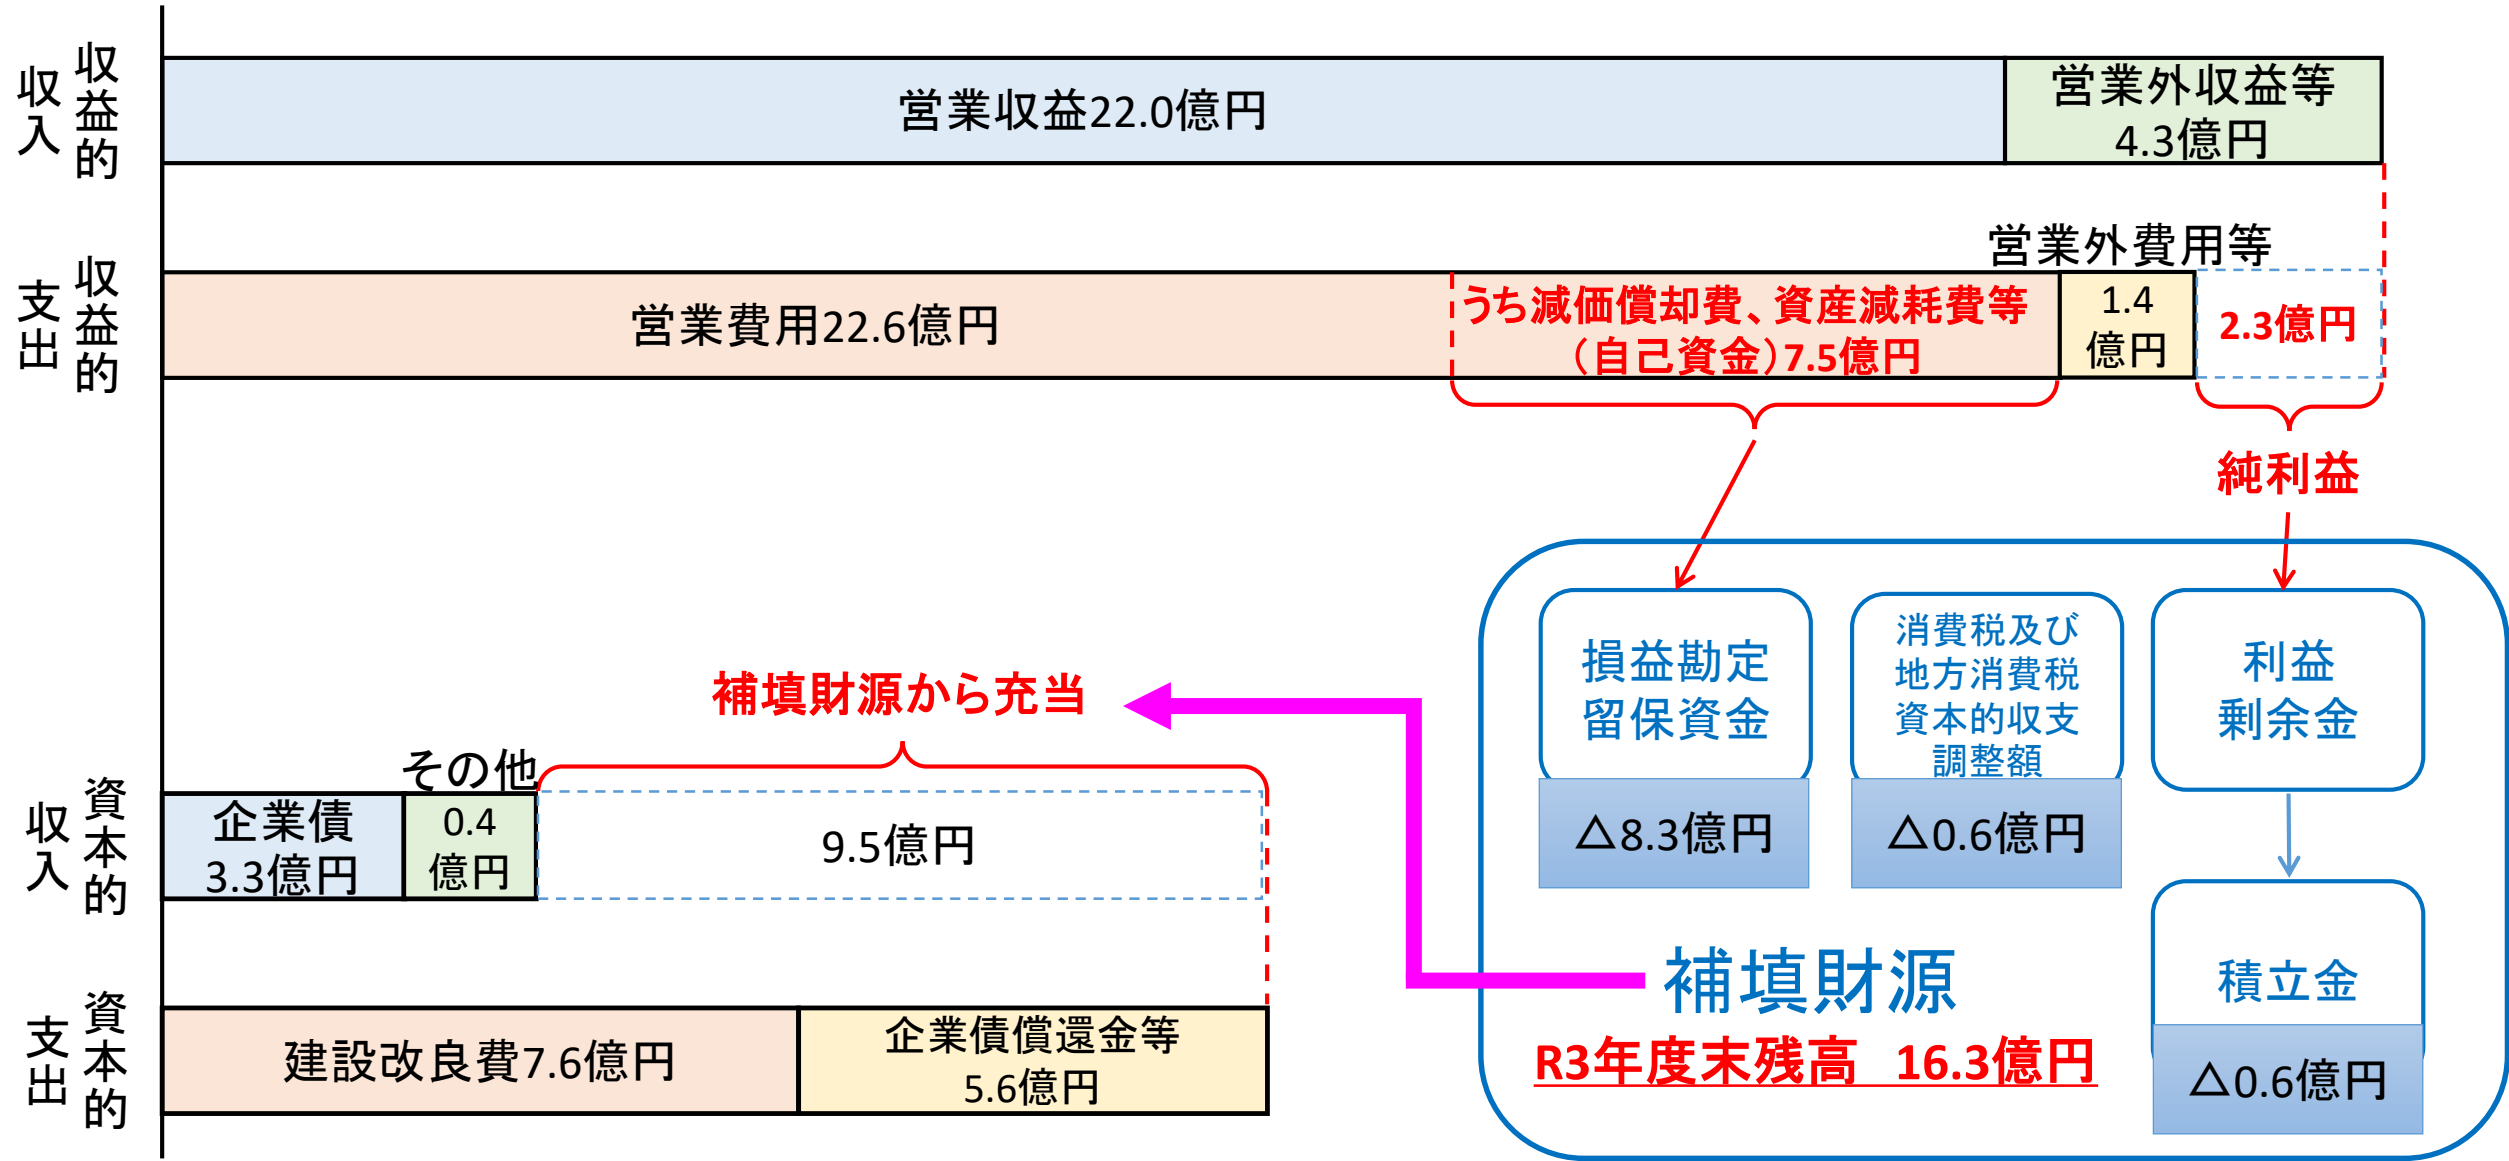 収益的
収入
営業収益22.0億円
営業外収益等
4.3億円
収益的
支出
営業費用22.6億円
うち減価償却費、資産減耗費等
（自己資金）7.5億円
営業外費用等
1.4
億円
2.3億円
純利益
補填財源から充当
資本的
収入
企業債
3.3億円
その他
0.4
億円
9.5億円
資本的
支出
建設改良費7.6億円
企業債償還金等
5.6億円
損益勘定
留保資金
△8.3億円
消費税及び
地方消費税
資本的収支
調整額
△0.6億円
利益
剰余金
積立金
△0.6億円
補填財源
R3年度末残高　16.3億円